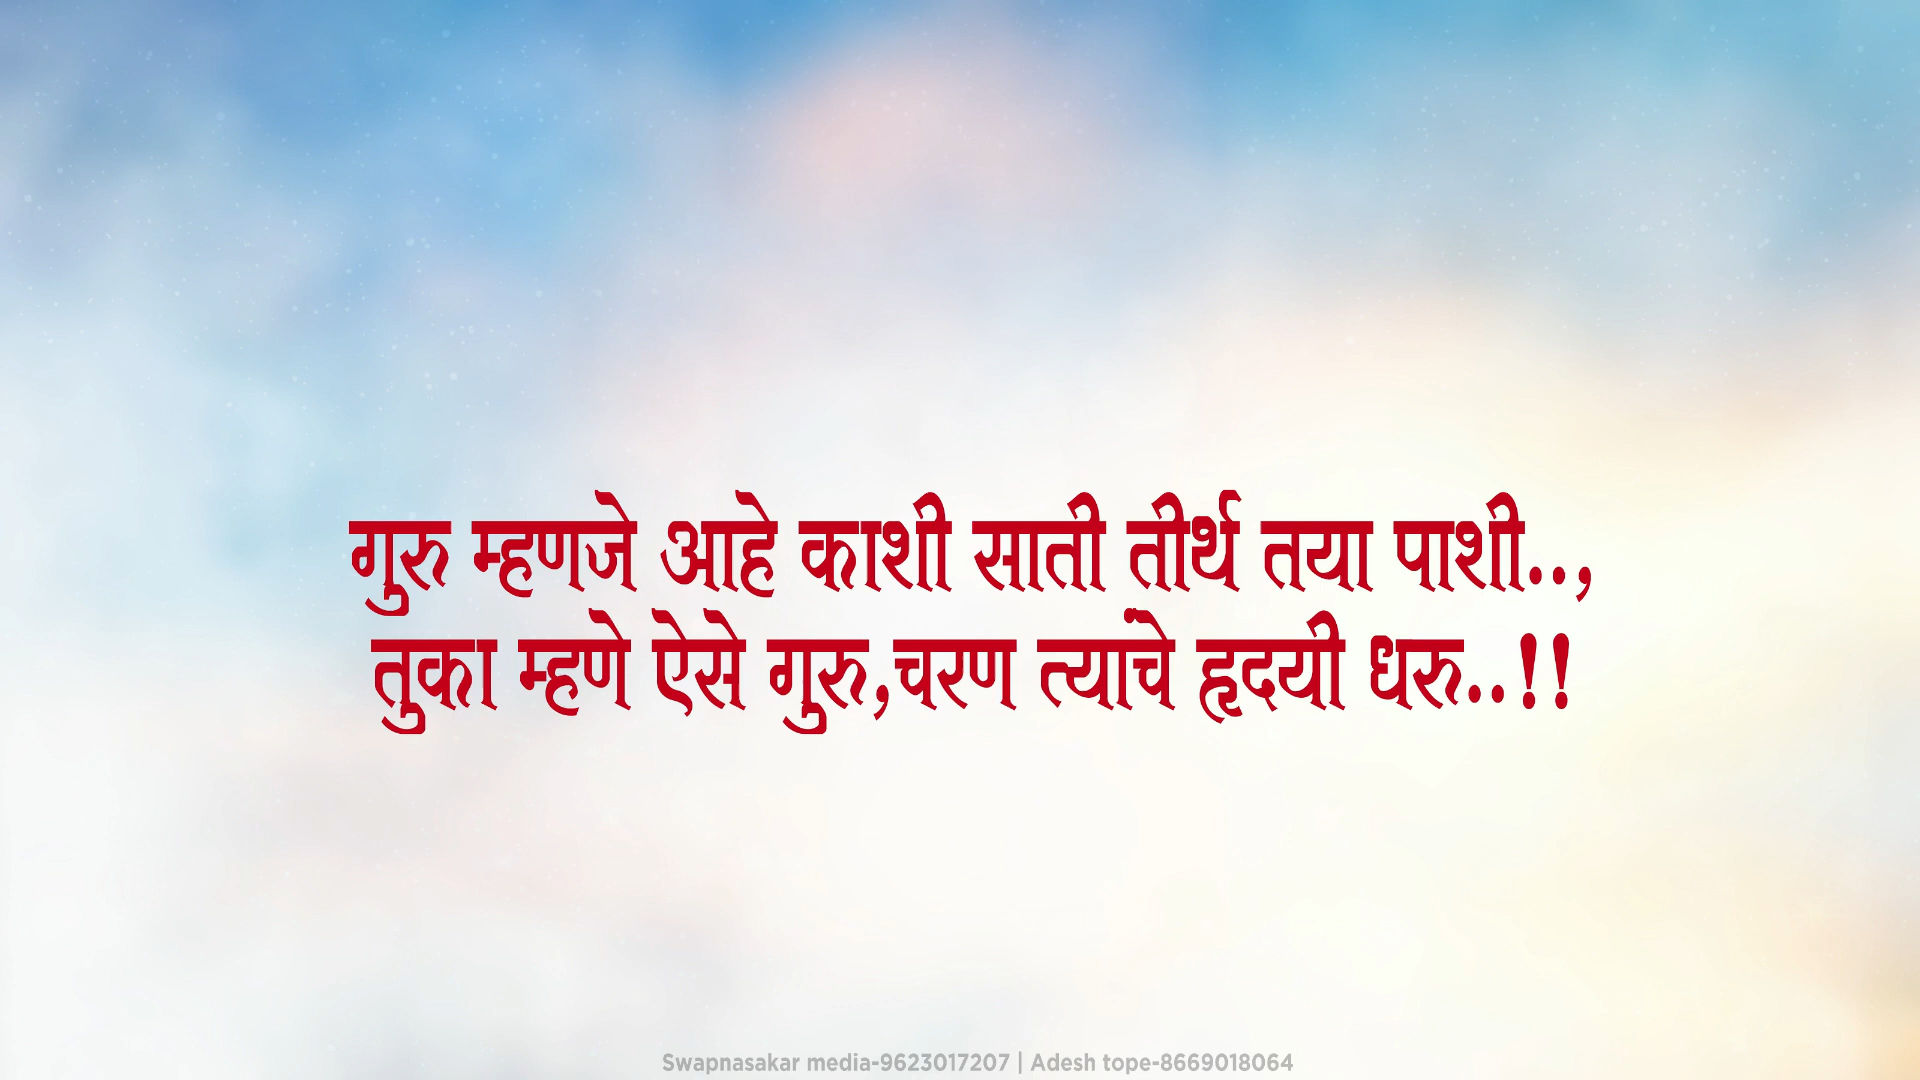 गुरु म्हणजे आहे काशी साती तीर्थ तया पाशी..,
तुका म्हणे ऐसे गुरु,चरण त्यांचे हृदयी धरु..!!
Swapnasakar media-9623017207 | Adesh tope-8669018064